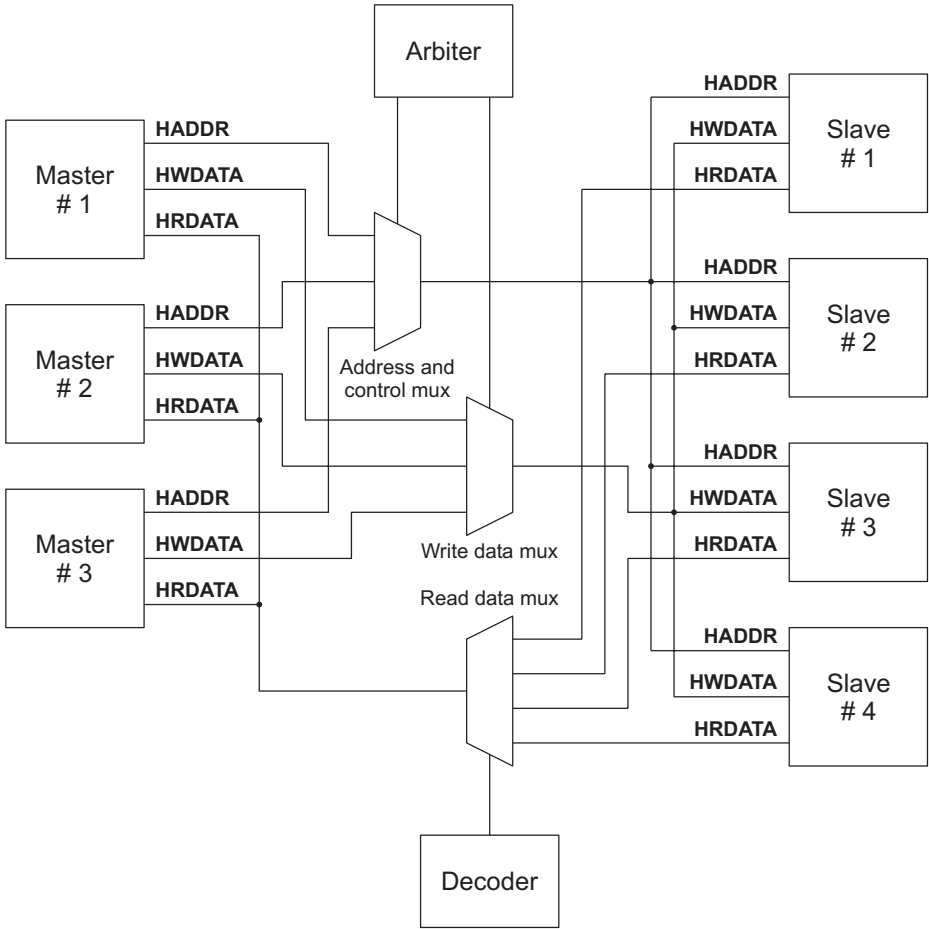 Arbiter
HADDR
HWDATA
HRDATA
Master
# 1
HADDR
HWDATA
HRDATA
Master
# 2
HADDR
HWDATA
HRDATA
Master
# 3
Address and
control mux
Write data mux
Read data mux
HADDR
HWDATA
HRDATA
Slave
# 1
HADDR
HWDATA
HRDATA
Slave
# 2
HADDR
HWDATA
HRDATA
Slave
# 3
HADDR
HWDATA
HRDATA
Slave
# 4
Decoder